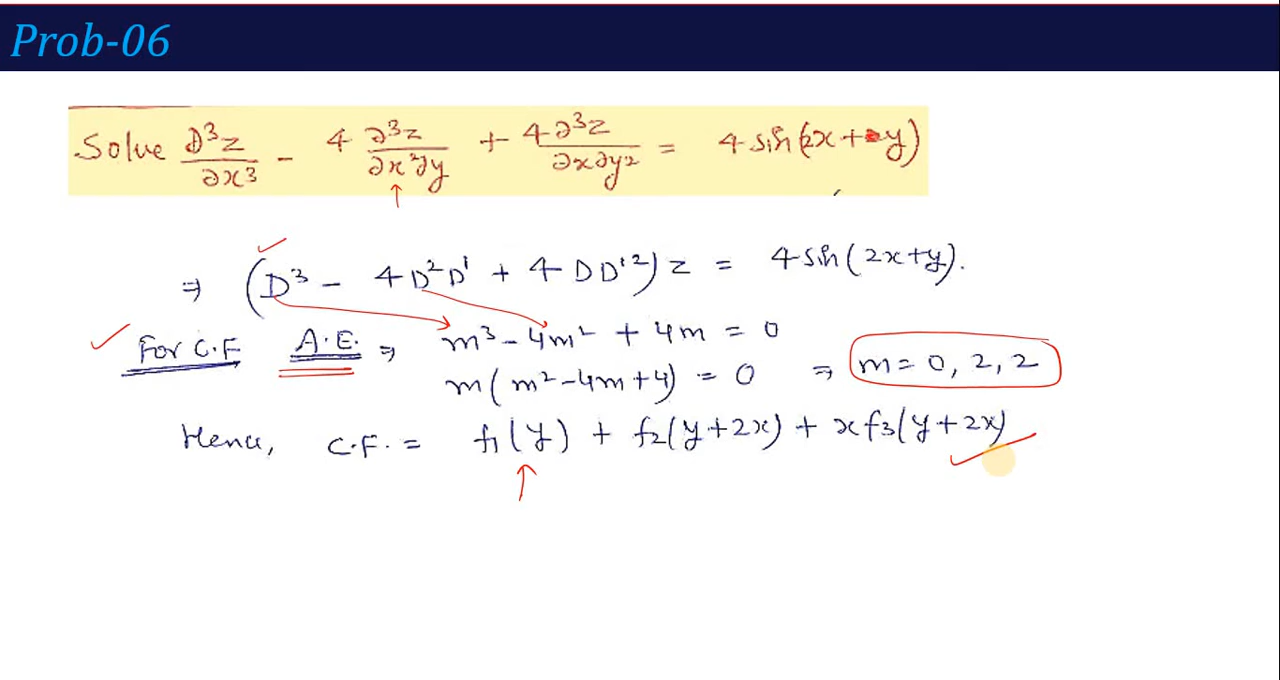 Prob-06
Solve ∂³z/∂x³ - 4 ∂³z/∂x²∂y + 4∂³z/∂x∂y² = 4 sin(2x+y)
⇒ (D³ - 4D²D' + 4DD'²)z = 4 sin(2x+y).
For C.F. A.E. ⇒ m³-4m² + 4m = 0
m(m²-4m+4) = 0 ⇒ m = 0, 2, 2
Hence, C.F. = f₁(y) + f₂(y+2x) + xf₃(y+2x)